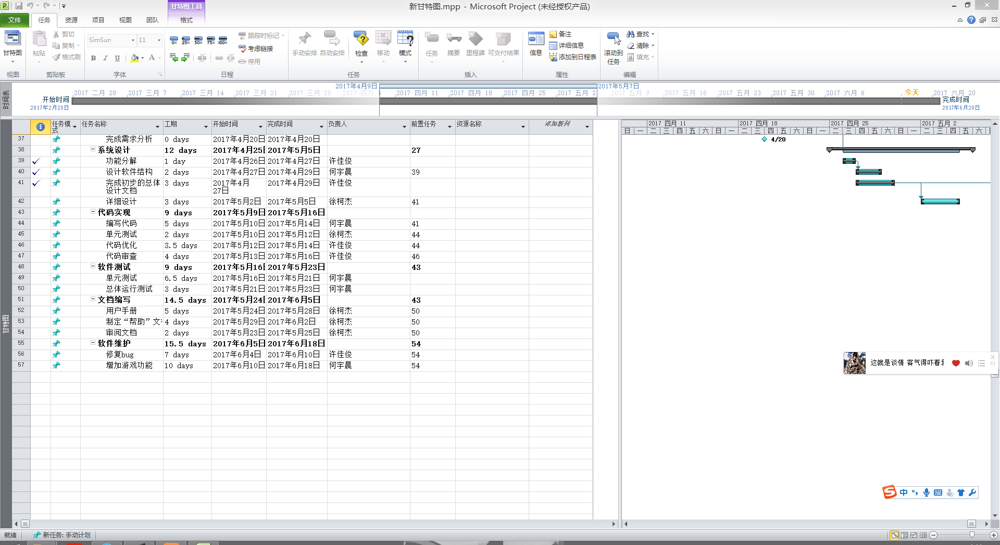 新甘特图.mpp - Microsoft Project (未经授权产品)
甘特图工具
文件 任务 资源 项目 视图 团队 格式
甘特图
视图
粘贴 剪切 复制 格式刷
剪贴板
SimSun 11
B I U A
字体
0% 25% 50% 75% 100%
跟踪时标记
考虑链接
停用
日程
手动安排 自动安排 检查 移动 模式
任务
任务 摘要 里程碑 可交付结果
插入
信息 备注 详细信息 添加到日程表
属性
滚动到任务 查找 清除 填充
编辑
时间表
2017年4月9日 2017年5月7日
2017 二月 28 2017 三月 7 2017 三月 14 2017 三月 21 2017 三月 28 2017 四月 4 2017 四月 11 2017 四月 18 2017 四月 25 2017 五月 2 2017 五月 9 2017 五月 16 2017 五月 23 2017 五月 30 2017 六月 6 今天 2017 六月 20
开始时间
2017年2月28日
完成时间
2017年6月20日
任务模式 任务名称 工期 开始时间 完成时间 负责人 前置任务 资源名称 添加新列
37 完成需求分析 0 days 2017年4月20日 2017年4月20日
38 系统设计 12 days 2017年4月25日 2017年5月5日 27
39 功能分解 1 day 2017年4月26日 2017年4月27日 许佳俊
40 设计软件结构 2 days 2017年4月27日 2017年4月29日 何宇晨 39
41 完成初步的总体设计文档 3 days 2017年4月27日 2017年4月29日 许佳俊
42 详细设计 3 days 2017年5月2日 2017年5月5日 徐柯杰 41
43 代码实现 9 days 2017年5月9日 2017年5月16日
44 编写代码 5 days 2017年5月10日 2017年5月14日 何宇晨 41
45 单元测试 2 days 2017年5月10日 2017年5月12日 徐柯杰 44
46 代码优化 3.5 days 2017年5月12日 2017年5月14日 许佳俊 44
47 代码审查 4 days 2017年5月13日 2017年5月16日 许佳俊 46
48 软件测试 9 days 2017年5月16日 2017年5月23日 43
49 单元测试 6.5 days 2017年5月16日 2017年5月21日 何宇晨
50 总体运行测试 3 days 2017年5月21日 2017年5月23日 何宇晨
51 文档编写 14.5 days 2017年5月24日 2017年6月5日 43
52 用户手册 5 days 2017年5月24日 2017年5月28日 徐柯杰 50
53 制定“帮助”文 4 days 2017年5月29日 2017年6月2日 徐柯杰 50
54 审阅文档 2 days 2017年5月23日 2017年5月25日 徐柯杰 50
55 软件维护 15.5 days 2017年6月5日 2017年6月18日 54
56 修复bug 7 days 2017年6月4日 2017年6月10日 许佳俊 54
57 增加游戏功能 10 days 2017年6月10日 2017年6月18日 何宇晨 54
甘特图
2017 四月 11 2017 四月 18 2017 四月 25 2017 五月 2
日 一 二 三 四 五 六 日 一 二 三 四 五 六 日 一 二 三 四 五 六 日 一 二 三 四 五 六
4/20
这就是谈情 客气得吓着
中
就绪 新任务: 手动计划